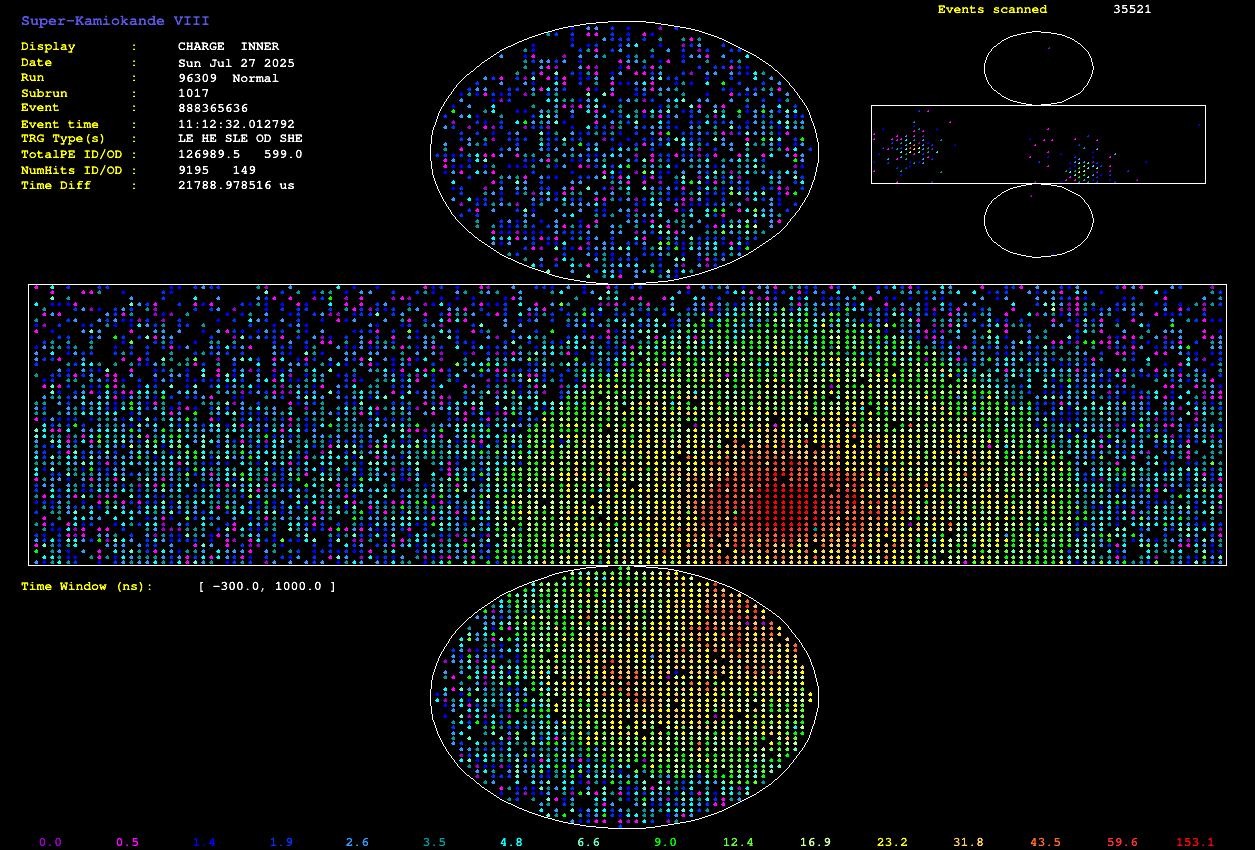 Super-Kamiokande VIII
Events scanned 35521
Display : CHARGE INNER
Date : Sun Jul 27 2025
Run : 96309 Normal
Subrun : 1017
Event : 888365636
Event time : 11:12:32.012792
TRG Type(s) : LE HE SLE OD SHE
TotalPE ID/OD : 126989.5 599.0
NumHits ID/OD : 9195 149
Time Diff : 21788.978516 us
Time Window (ns): [ -300.0, 1000.0 ]
0.0 0.5 1.4 1.9 2.6 3.5 4.8 6.6 9.0 12.4 16.9 23.2 31.8 43.5 59.6 153.1